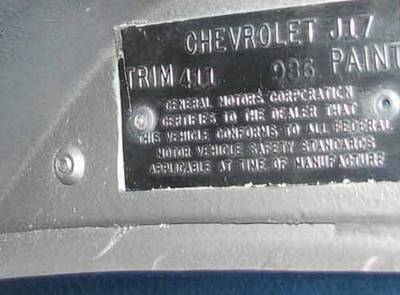 CHEVROLET J17
TRIM 411 986 PAINT
GENERAL MOTORS CORPORATION
CERTIFIES TO THE DEALER THAT
THIS VEHICLE CONFORMS TO ALL FEDERAL
MOTOR VEHICLE SAFETY STANDARDS
APPLICABLE AT TIME OF MANUFACTURE